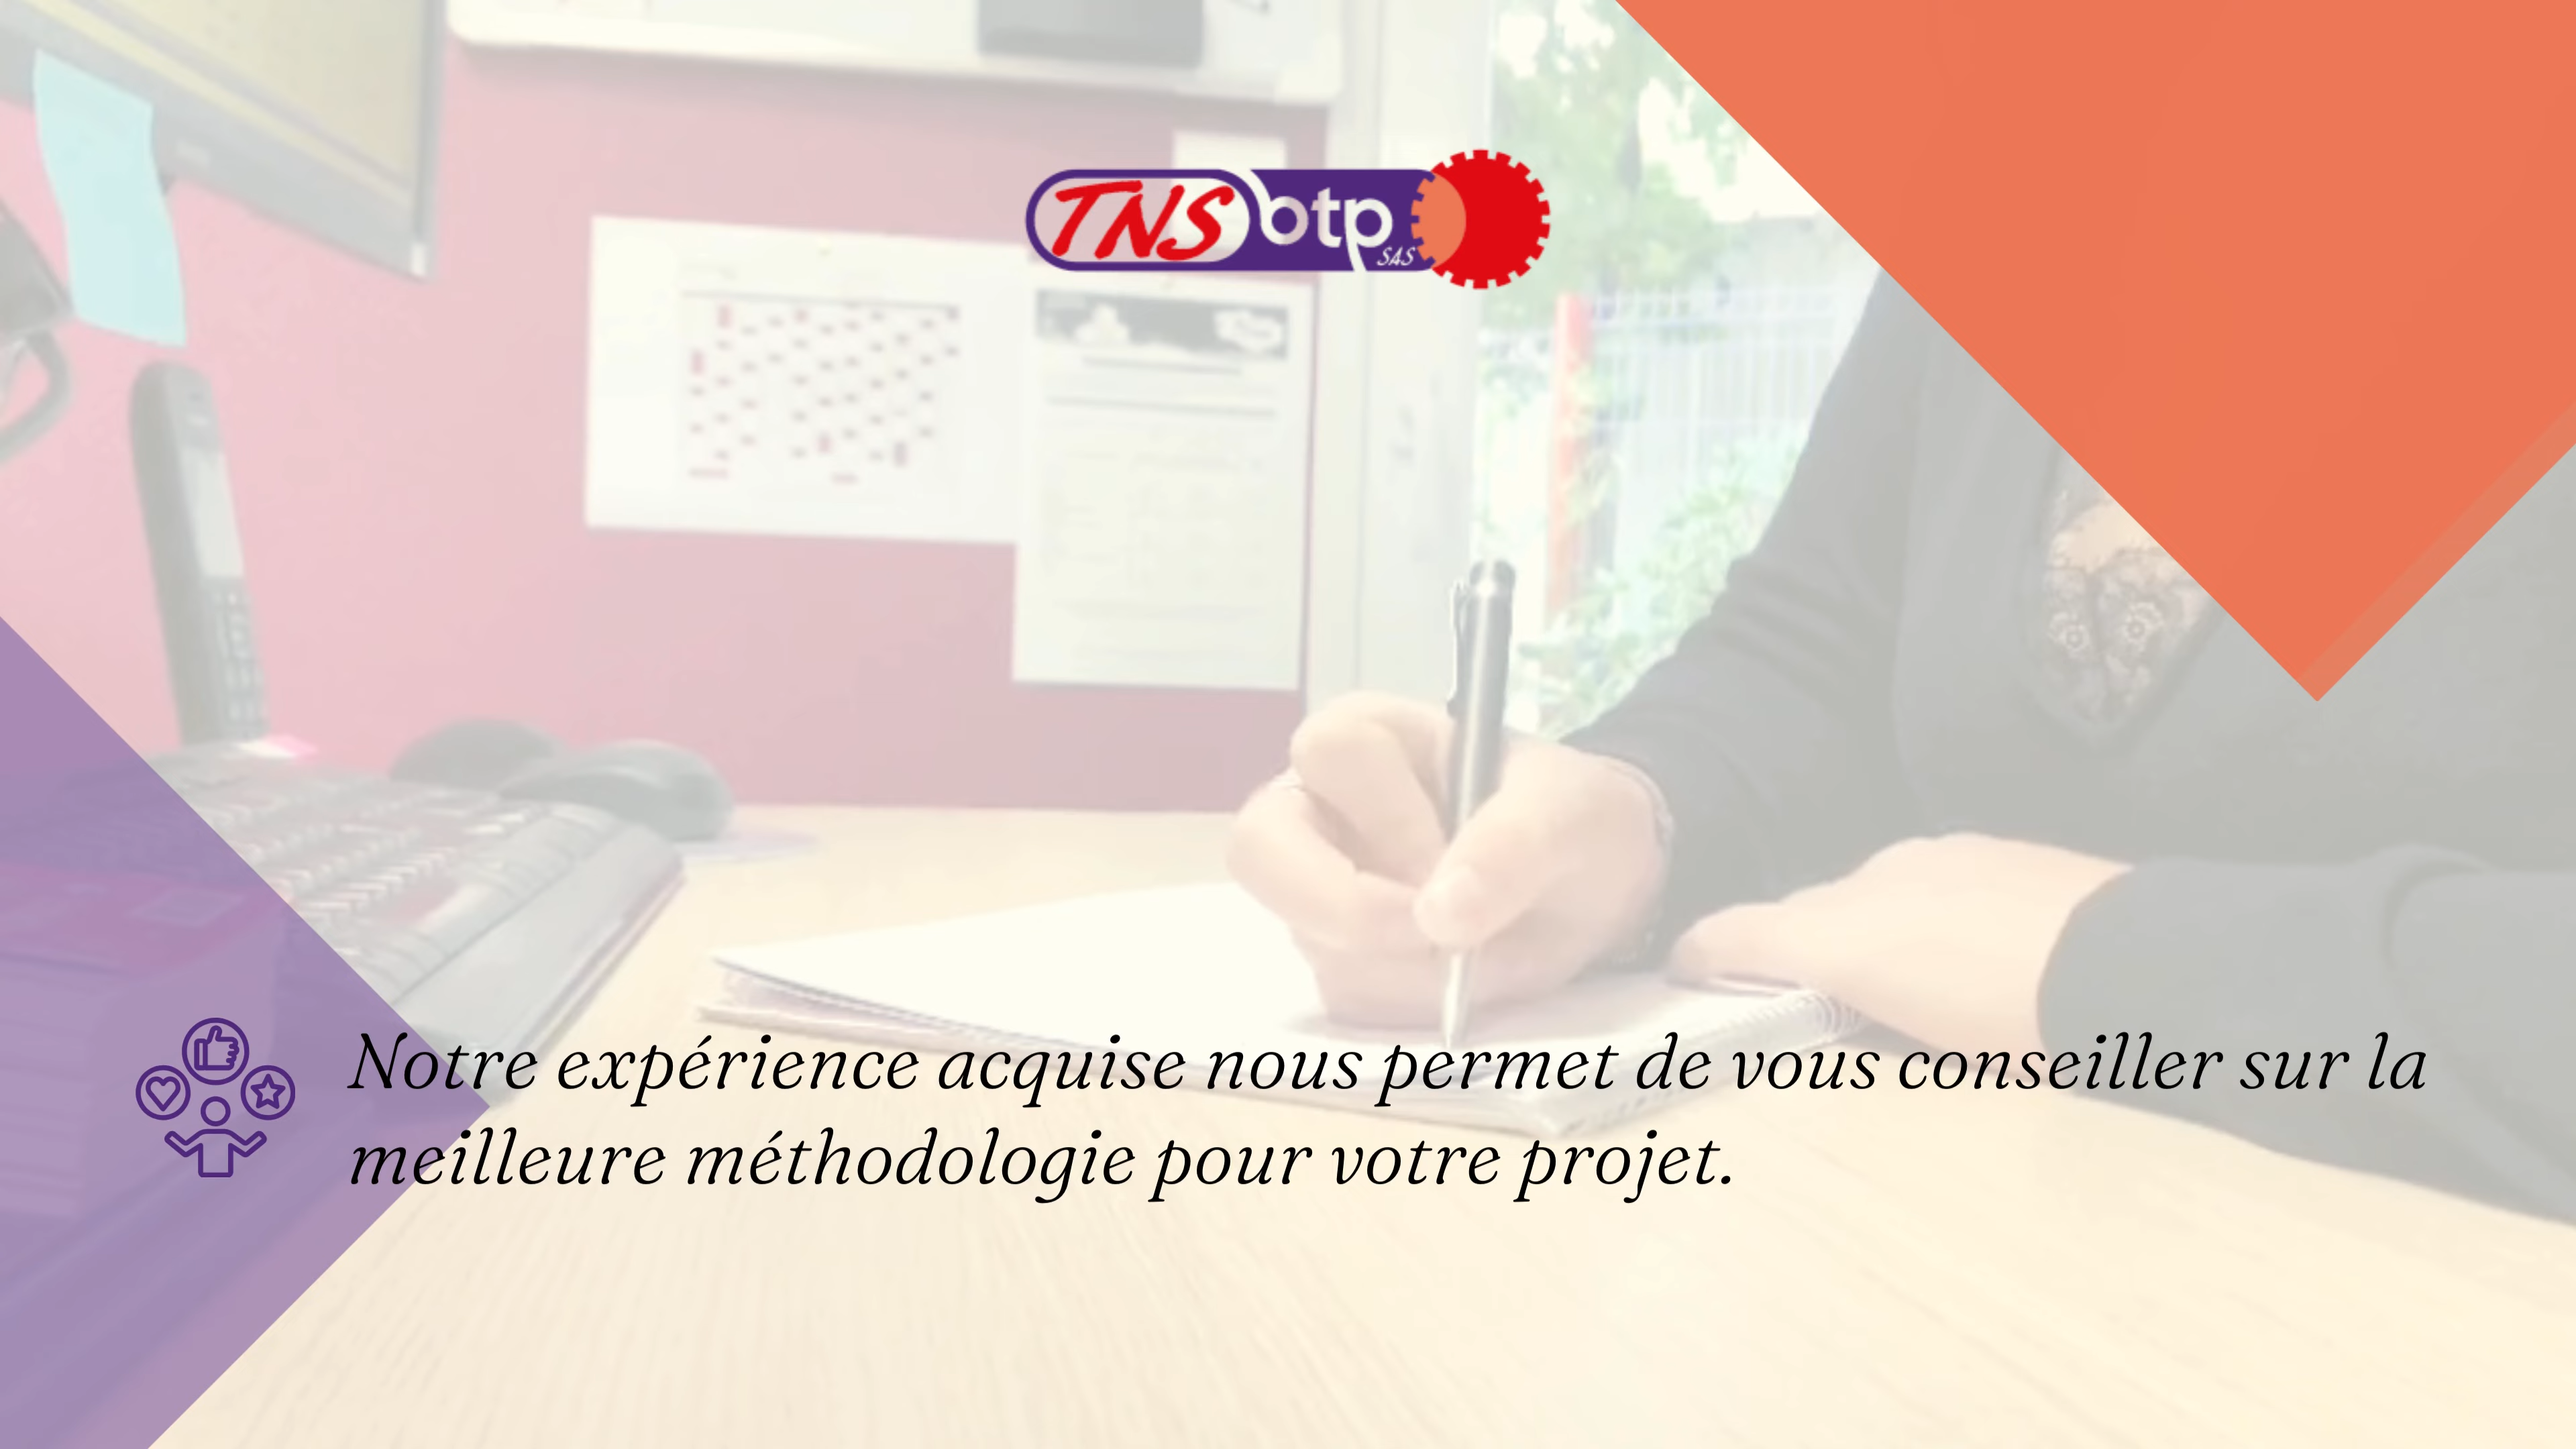 TNS btp
SAS
Notre expérience acquise nous permet de vous conseiller sur la
meilleure méthodologie pour votre projet.